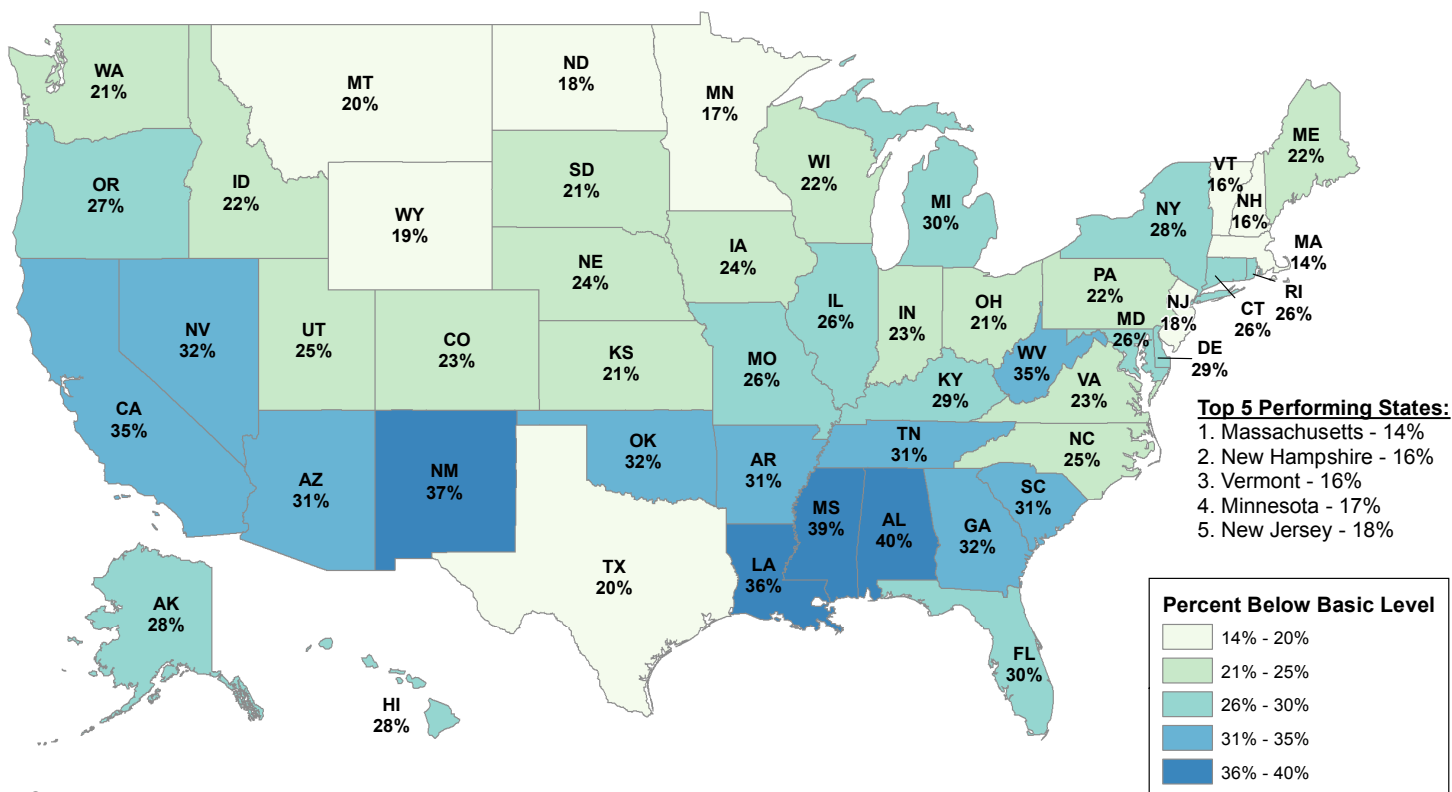 WA
21%
MT
20%
ND
18%
MN
17%
ME
22%
VT
16%
NH
16%
OR
27%
ID
22%
SD
21%
WI
22%
MI
30%
NY
28%
WY
19%
MA
14%
NE
24%
IA
24%
PA
22%
RI
26%
CT
26%
NJ
18%
NV
32%
UT
25%
CO
23%
IL
26%
IN
23%
OH
21%
MD
26%
DE
29%
KS
21%
MO
26%
WV
35%
KY
29%
VA
23%
CA
35%
Top 5 Performing States:
1. Massachusetts - 14%
2. New Hampshire - 16%
3. Vermont - 16%
4. Minnesota - 17%
5. New Jersey - 18%
AZ
31%
NM
37%
OK
32%
AR
31%
TN
31%
NC
25%
SC
31%
MS
39%
AL
40%
GA
32%
TX
20%
LA
36%
AK
28%
HI
28%
FL
30%
Percent Below Basic Level
14% - 20%
21% - 25%
26% - 30%
31% - 35%
36% - 40%